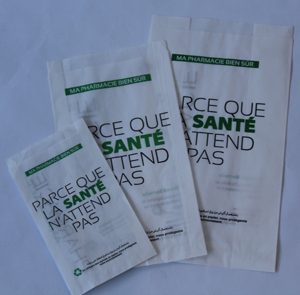 MA PHARMACIE BIEN SÛR
PARCE QUE
LA SANTÉ
N'ATTEND
PAS
MA PHARMACIE BIEN SÛR
PARCE QUE
LA SANTÉ
N'ATTEND
PAS
MA PHARMACIE BIEN SÛR
PARCE QUE
LA SANTÉ
N'ATTEND
PAS